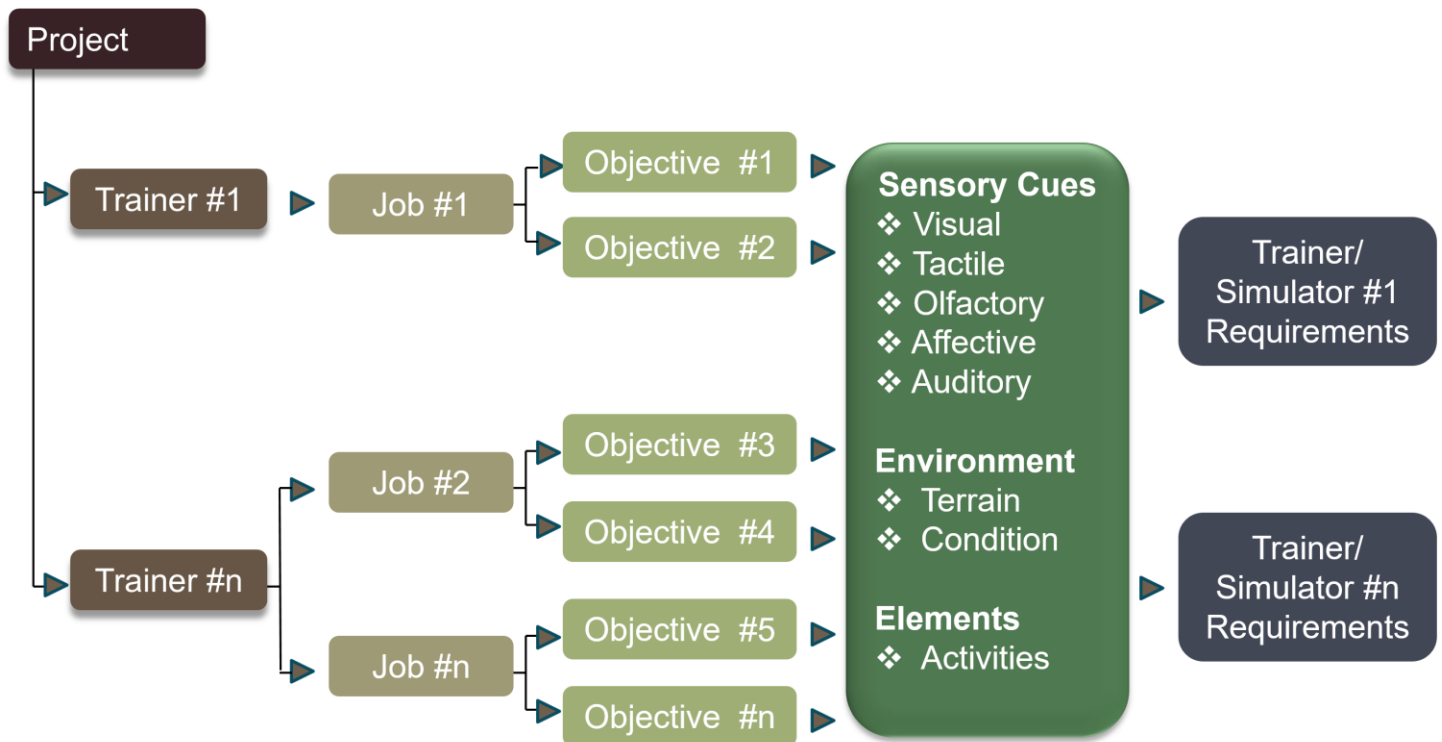 Project
Trainer #1
Job #1
Objective #1
Objective #2
Trainer #n
Job #2
Objective #3
Objective #4
Job #n
Objective #5
Objective #n
Sensory Cues
❖ Visual
❖ Tactile
❖ Olfactory
❖ Affective
❖ Auditory
Environment
❖ Terrain
❖ Condition
Elements
❖ Activities
Trainer/
Simulator #1
Requirements
Trainer/
Simulator #n
Requirements